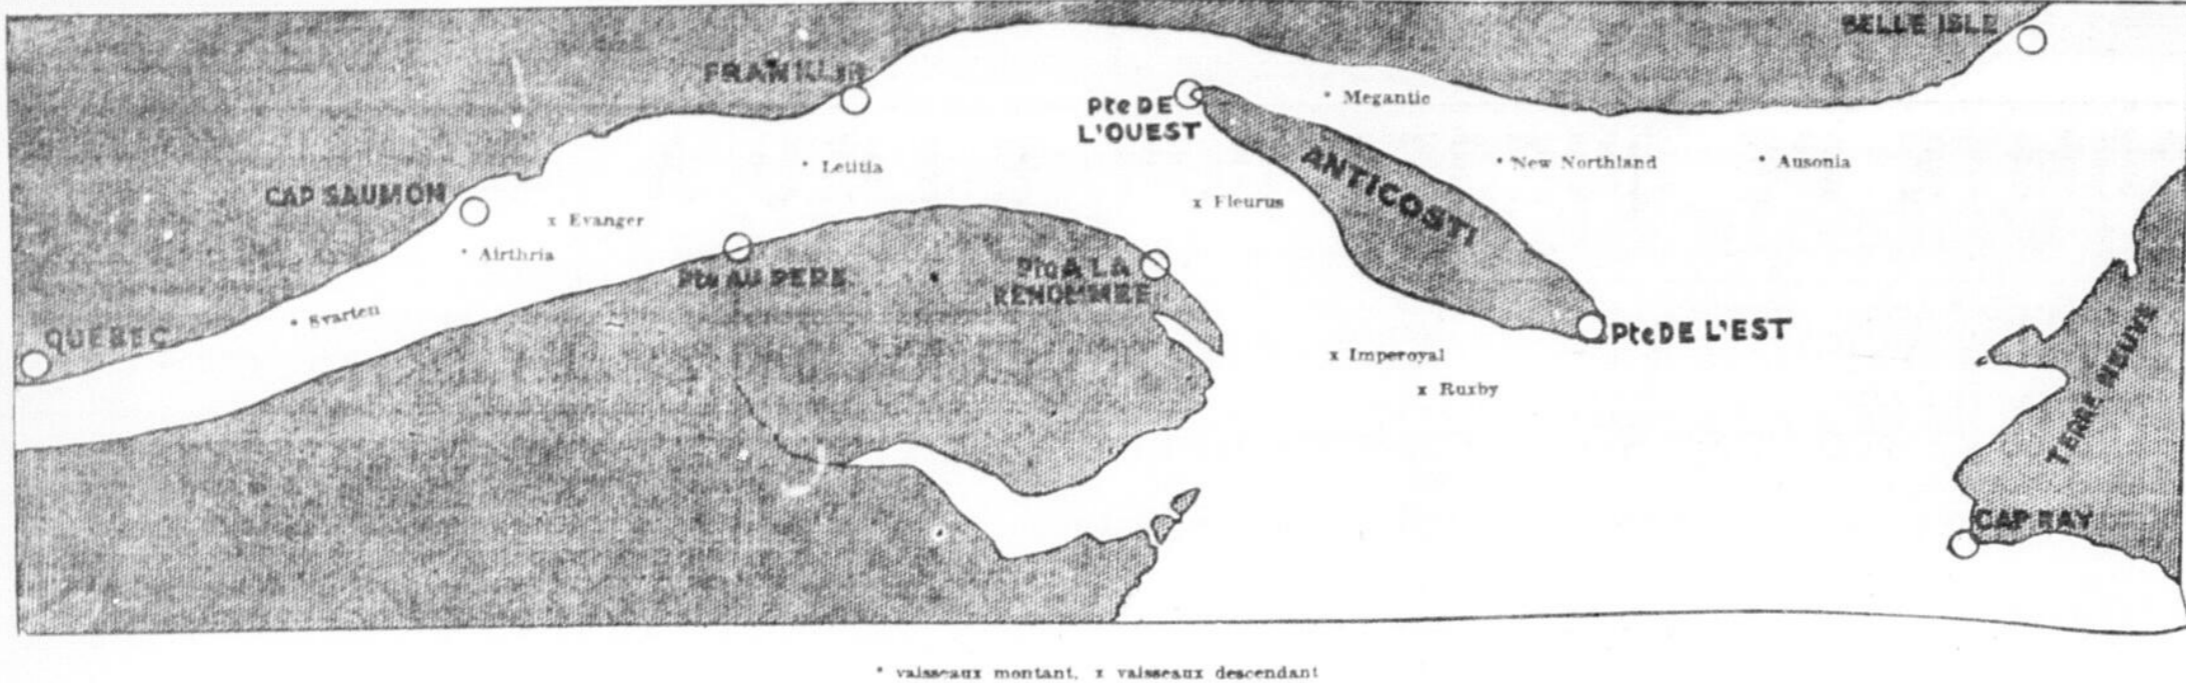 BELLE ISLE
FRANKLIN
Pte DE
L'OUEST
* Megantic
ANTICOSTI
* Letitia
* New Northland
* Ausonia
CAP SAUMON
x Evanger
x Fleurus
* Airthria
Pte AU PERE
Pte A LA
RENOMMEE
* Svarten
QUEBEC
Pte DE L'EST
x Imperoyal
x Ruxby
TERRE NEUVE
CAP RAY
* vaisseaux montant, x vaisseaux descendant